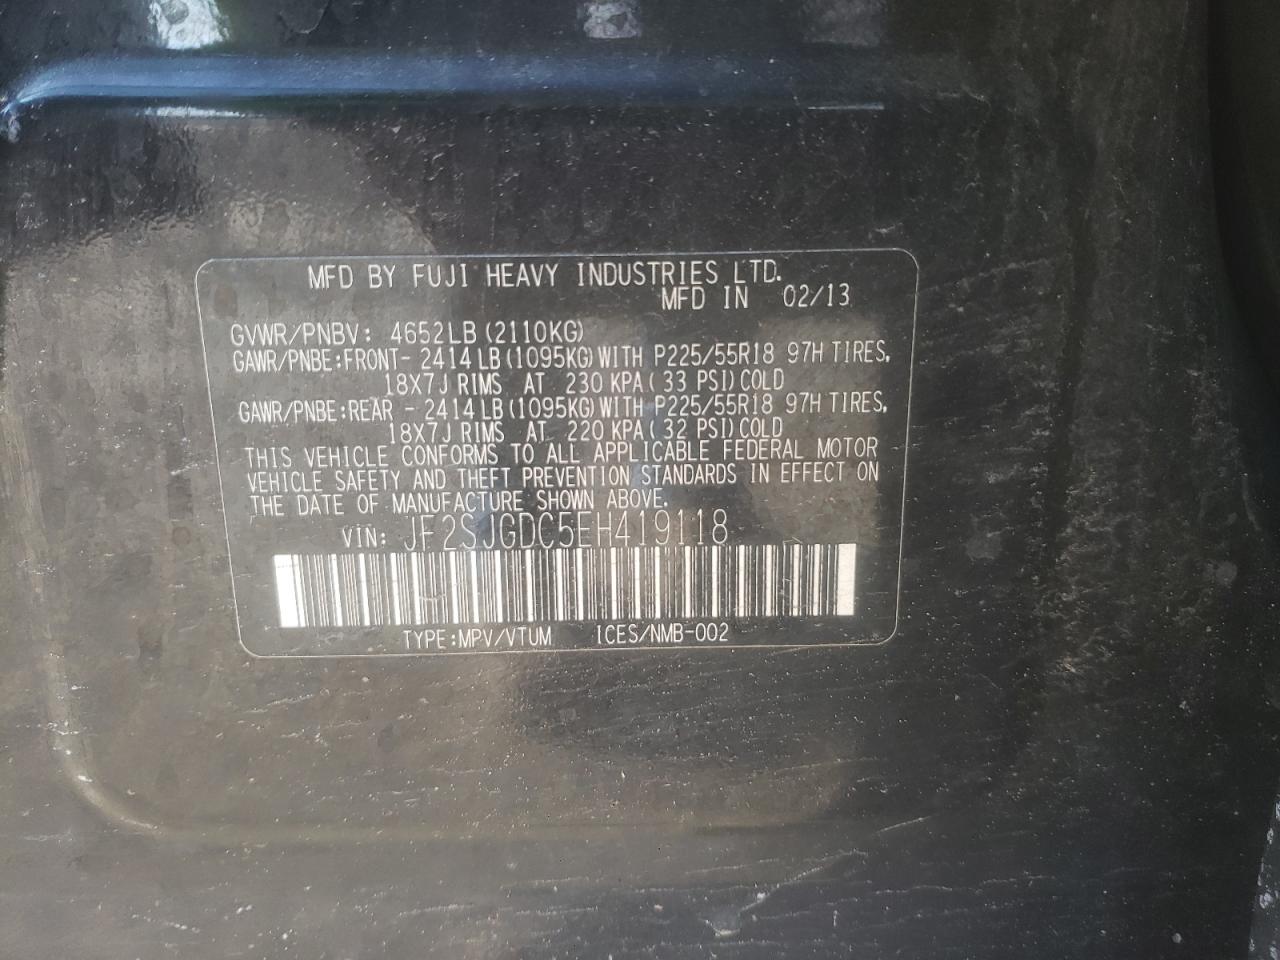 MFD BY FUJI HEAVY INDUSTRIES LTD.
MFD IN 02/13
GVWR/PNBV: 4652LB (2110KG)
GAWR/PNBE:FRONT- 2414LB (1095KG) WITH P225/55R18 97H TIRES,
18X7J RIMS AT 230 KPA( 33 PSI) COLD
GAWR/PNBE:REAR - 2414LB (1095KG) WITH P225/55R18 97H TIRES,
18X7J RIMS AT 220 KPA( 32 PSI) COLD
THIS VEHICLE CONFORMS TO ALL APPLICABLE FEDERAL MOTOR
VEHICLE SAFETY AND THEFT PREVENTION STANDARDS IN EFFECT ON
THE DATE OF MANUFACTURE SHOWN ABOVE.
VIN: JF2SJGDC5EH419118
TYPE:MPV/VTUM ICES/NMB-002